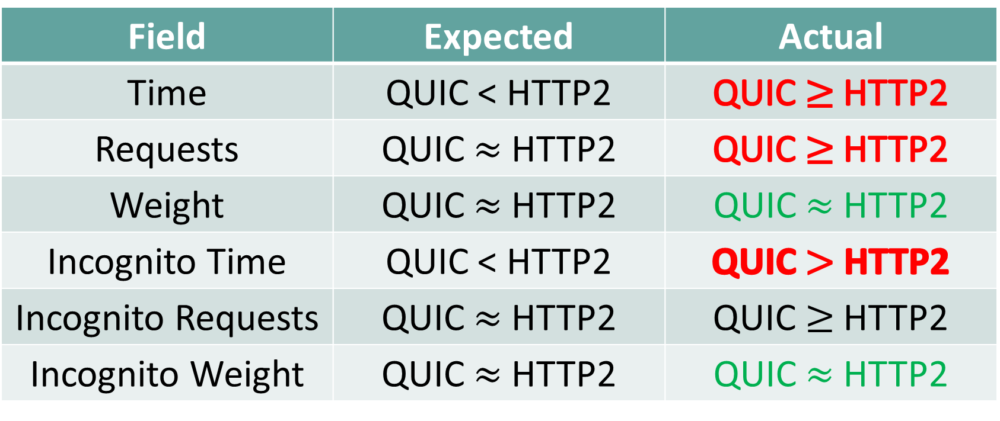 Field Expected Actual
Time QUIC < HTTP2 QUIC ≥ HTTP2
Requests QUIC ≈ HTTP2 QUIC ≥ HTTP2
Weight QUIC ≈ HTTP2 QUIC ≈ HTTP2
Incognito Time QUIC < HTTP2 QUIC > HTTP2
Incognito Requests QUIC ≈ HTTP2 QUIC ≥ HTTP2
Incognito Weight QUIC ≈ HTTP2 QUIC ≈ HTTP2